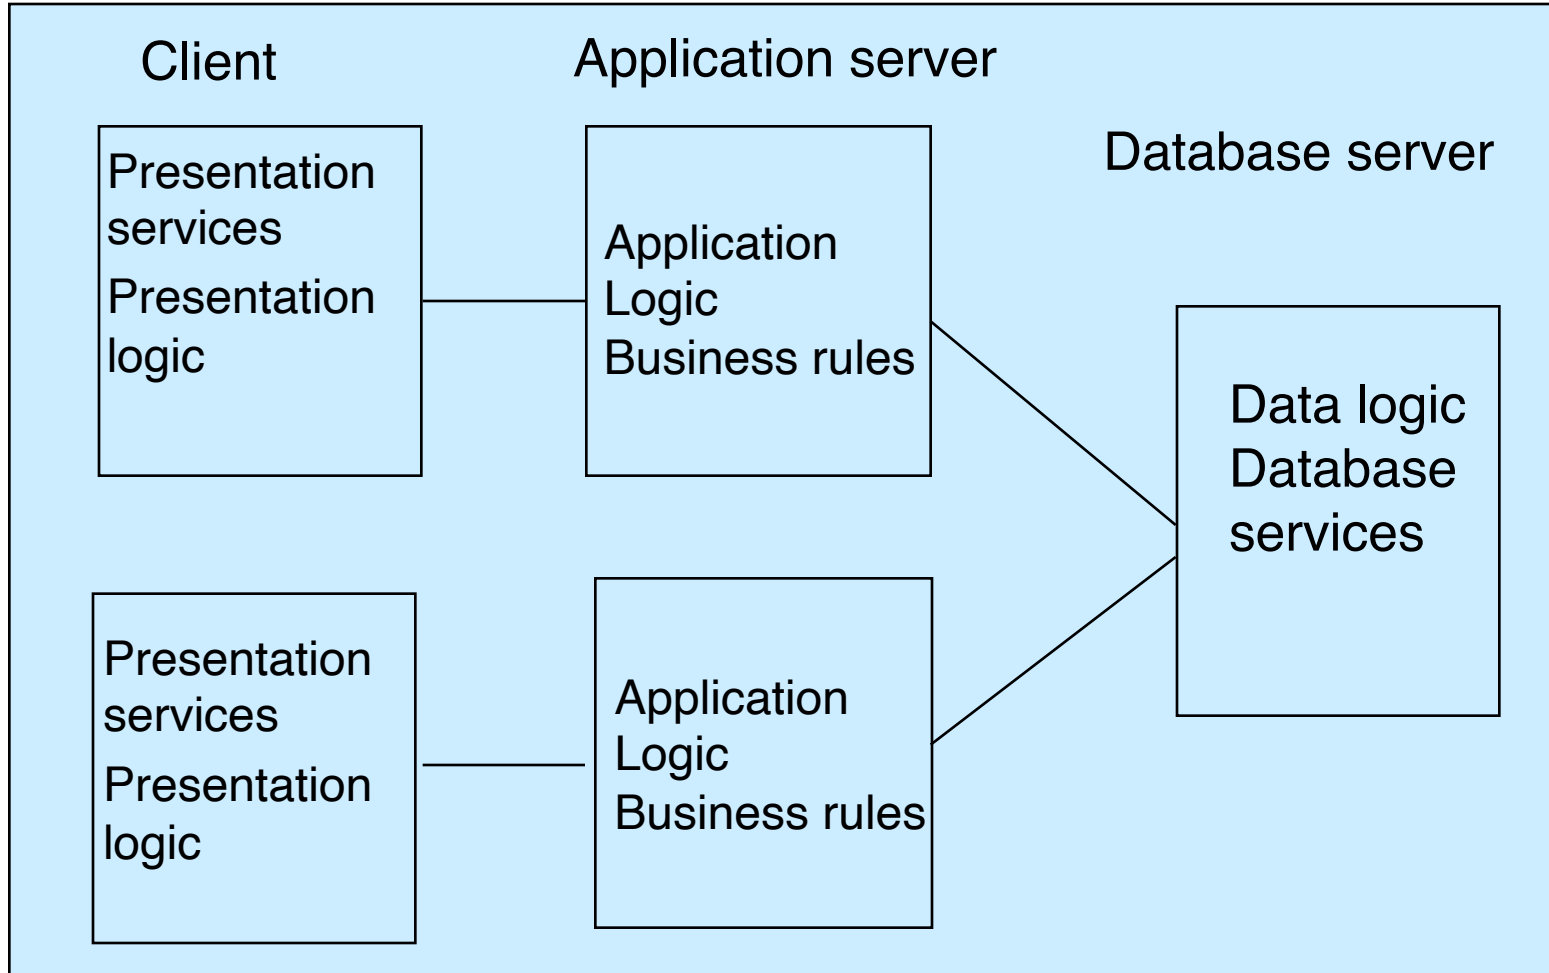 Client
Application server
Database server
Presentation
services
Presentation
logic
Application
Logic
Business rules
Data logic
Database
services
Presentation
services
Presentation
logic
Application
Logic
Business rules